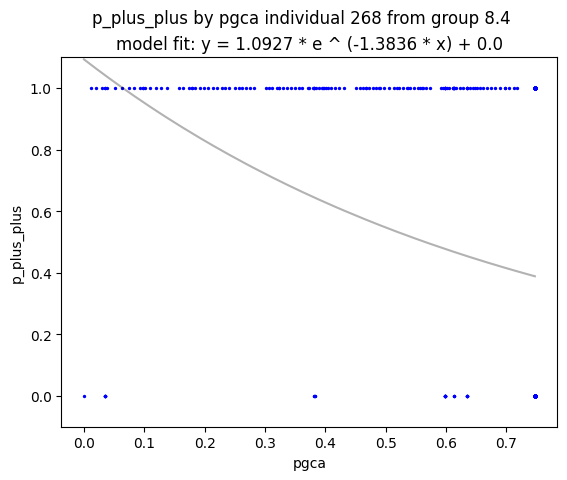 p_plus_plus by pgca individual 268 from group 8.4
model fit: y = 1.0927 * e ^ (-1.3836 * x) + 0.0
1.0
0.8
0.6
0.4
0.2
0.0
p_plus_plus
0.0 0.1 0.2 0.3 0.4 0.5 0.6 0.7
pgca